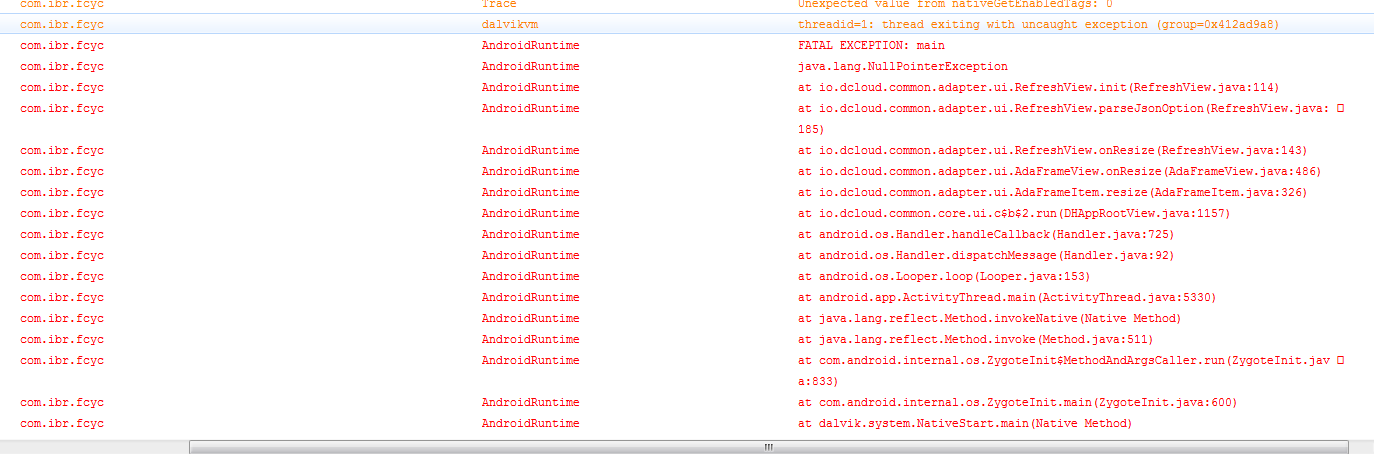 com.ibr.fcyc Trace Unexpected value from nativeGetEnabledTags: 0
com.ibr.fcyc dalvikvm threadid=1: thread exiting with uncaught exception (group=0x412ad9a8)
com.ibr.fcyc AndroidRuntime FATAL EXCEPTION: main
com.ibr.fcyc AndroidRuntime java.lang.NullPointerException
com.ibr.fcyc AndroidRuntime at io.dcloud.common.adapter.ui.RefreshView.init(RefreshView.java:114)
com.ibr.fcyc AndroidRuntime at io.dcloud.common.adapter.ui.RefreshView.parseJsonOption(RefreshView.java:
185)
com.ibr.fcyc AndroidRuntime at io.dcloud.common.adapter.ui.RefreshView.onResize(RefreshView.java:143)
com.ibr.fcyc AndroidRuntime at io.dcloud.common.adapter.ui.AdaFrameView.onResize(AdaFrameView.java:486)
com.ibr.fcyc AndroidRuntime at io.dcloud.common.adapter.ui.AdaFrameItem.resize(AdaFrameItem.java:326)
com.ibr.fcyc AndroidRuntime at io.dcloud.common.core.ui.c$b$2.run(DHAppRootView.java:1157)
com.ibr.fcyc AndroidRuntime at android.os.Handler.handleCallback(Handler.java:725)
com.ibr.fcyc AndroidRuntime at android.os.Handler.dispatchMessage(Handler.java:92)
com.ibr.fcyc AndroidRuntime at android.os.Looper.loop(Looper.java:153)
com.ibr.fcyc AndroidRuntime at android.app.ActivityThread.main(ActivityThread.java:5330)
com.ibr.fcyc AndroidRuntime at java.lang.reflect.Method.invokeNative(Native Method)
com.ibr.fcyc AndroidRuntime at java.lang.reflect.Method.invoke(Method.java:511)
com.ibr.fcyc AndroidRuntime at com.android.internal.os.ZygoteInit$MethodAndArgsCaller.run(ZygoteInit.jav
a:833)
com.ibr.fcyc AndroidRuntime at com.android.internal.os.ZygoteInit.main(ZygoteInit.java:600)
com.ibr.fcyc AndroidRuntime at dalvik.system.NativeStart.main(Native Method)